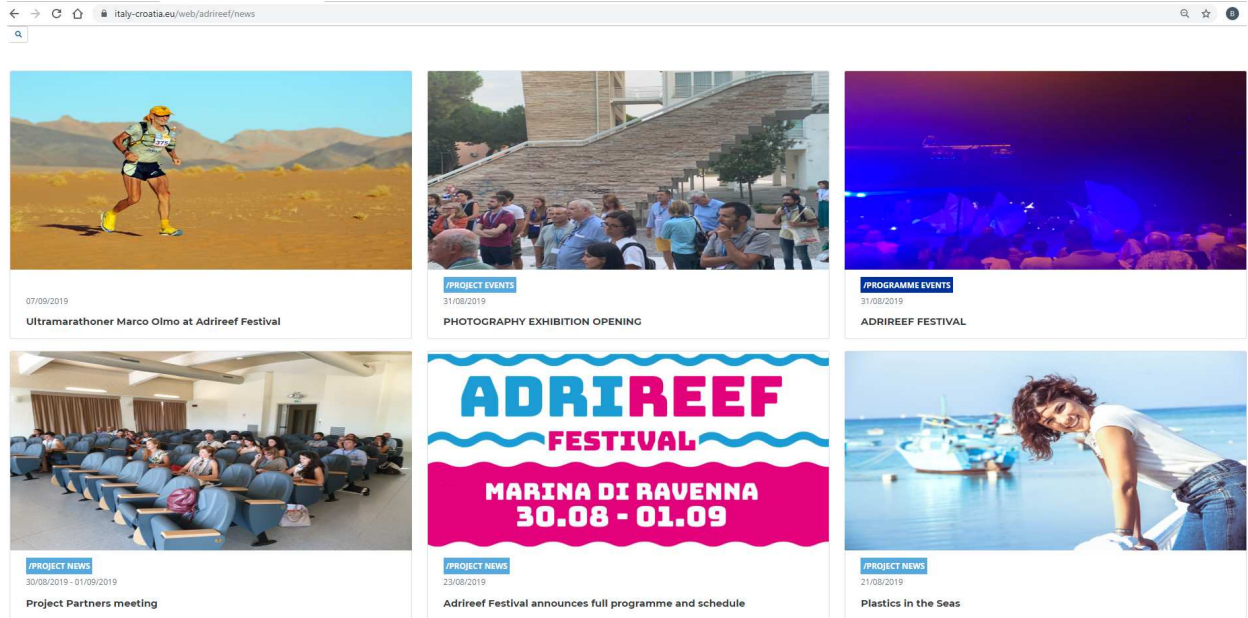 italy-croatia.eu/web/adrireef/news
B
375
07/09/2019
Ultramarathoner Marco Olmo at Adrireef Festival
/PROJECT EVENTS
31/08/2019
PHOTOGRAPHY EXHIBITION OPENING
/PROGRAMME EVENTS
31/08/2019
ADRIREEF FESTIVAL
/PROJECT NEWS
30/08/2019 - 01/09/2019
Project Partners meeting
ADRIREEF
FESTIVAL
MARINA DI RAVENNA
30.08 - 01.09
/PROJECT NEWS
23/08/2019
Adrireef Festival announces full programme and schedule
/PROJECT NEWS
21/08/2019
Plastics in the Seas